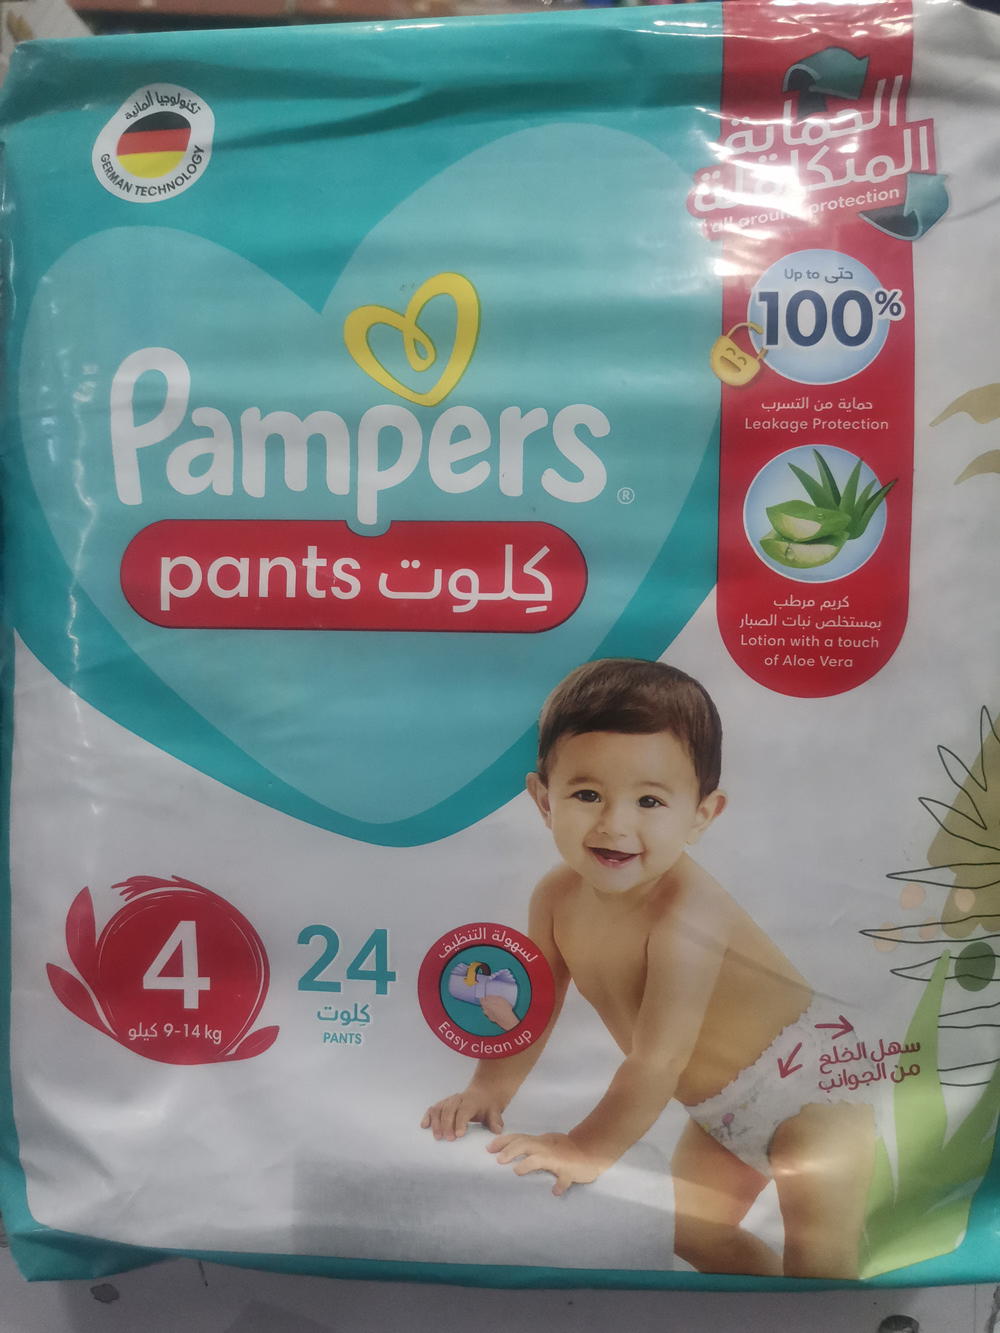 تكنولوجيا ألمانية
GERMAN TECHNOLOGY
الحماية
المتكاملة
all around protection
Up to حتى
100%
حماية من التسرب
Leakage Protection
كريم مرطب
بمستخلص نبات الصبار
Lotion with a touch
of Aloe Vera
Pampers®
pants كِلوت
4
9-14 kg كيلو
24
كِلوت
PANTS
لسهولة التنظيف
Easy clean up
سهل الخلع
من الجوانب